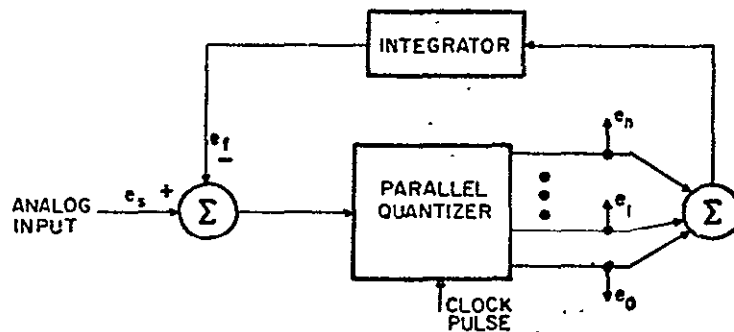 INTEGRATOR
e_f
−
e_n
PARALLEL
QUANTIZER
ANALOG
INPUT
e_s
+
Σ
e_1
Σ
e_0
CLOCK
PULSE